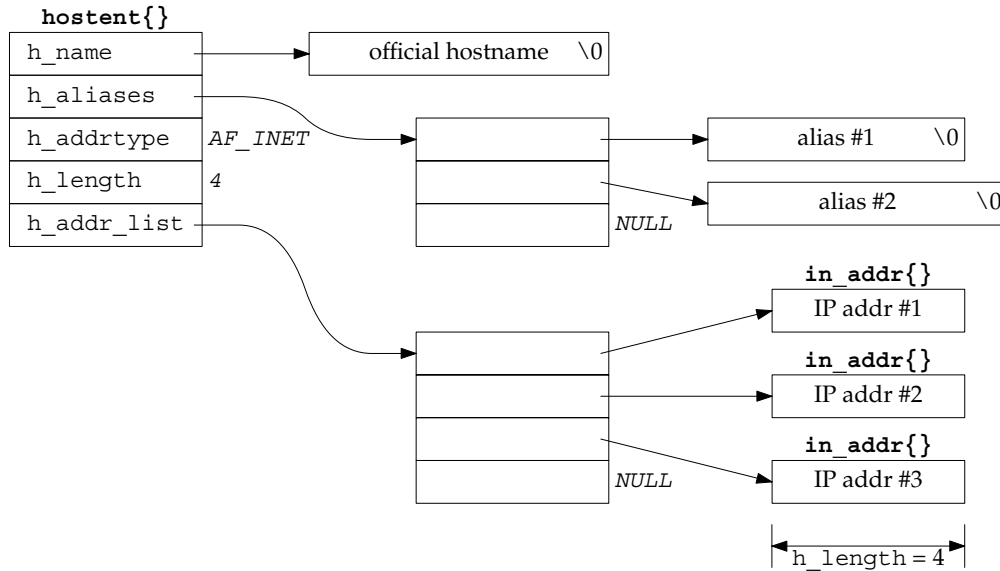 hostent{}
h_name
official hostname \0
h_aliases
h_addrtype AF_INET
alias #1 \0
h_length 4
alias #2 \0
h_addr_list
NULL
in_addr{}
IP addr #1
in_addr{}
IP addr #2
in_addr{}
IP addr #3
NULL
h_length = 4